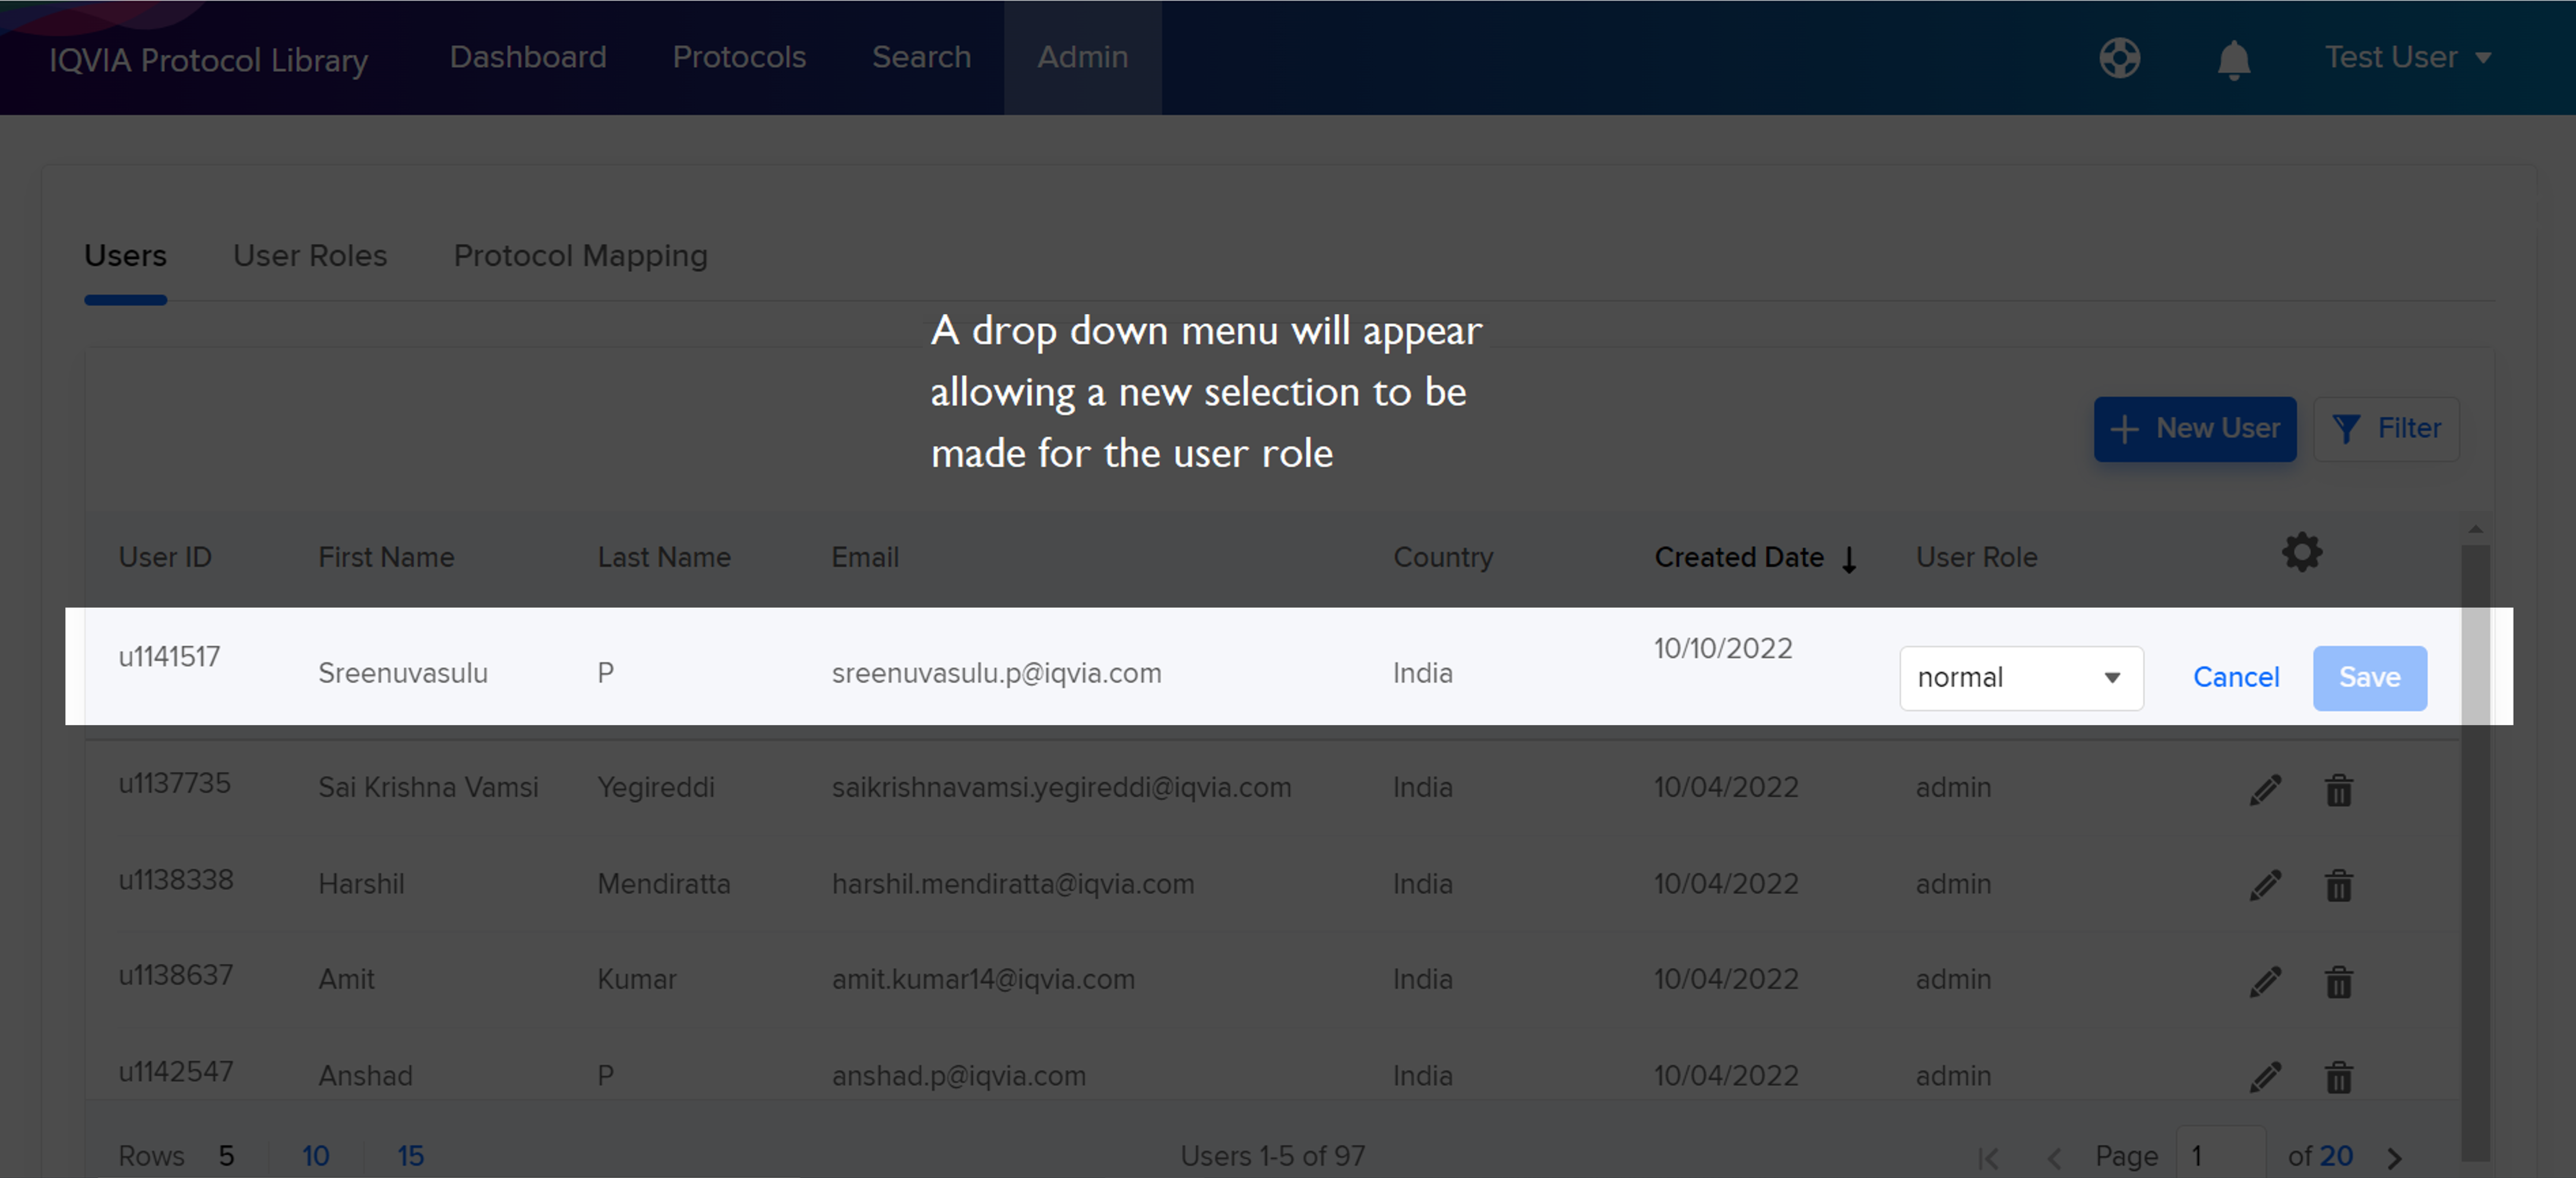 IQVIA Protocol Library Dashboard Protocols Search Admin Test User
Users User Roles Protocol Mapping
A drop down menu will appear
allowing a new selection to be
made for the user role
New User Filter
User ID First Name Last Name Email Country Created Date User Role
u1141517 Sreenuvasulu P sreenuvasulu.p@iqvia.com India 10/10/2022 normal Cancel Save
u1137735 Sai Krishna Vamsi Yegireddi saikrishnavamsi.yegireddi@iqvia.com India 10/04/2022 admin
u1138338 Harshil Mendiratta harshil.mendiratta@iqvia.com India 10/04/2022 admin
u1138637 Amit Kumar amit.kumar14@iqvia.com India 10/04/2022 admin
u1142547 Anshad P anshad.p@iqvia.com India 10/04/2022 admin
Rows 5 10 15 Users 1-5 of 97 Page 1 of 20